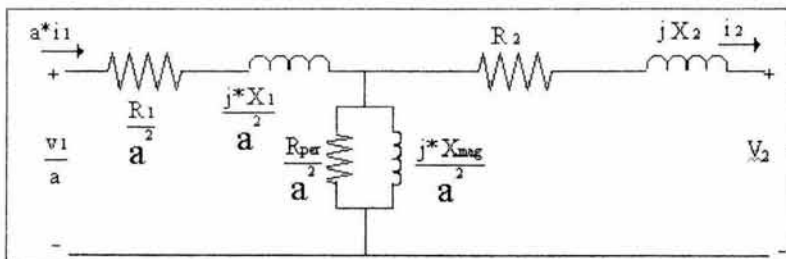 a*i1
R2
jX2
i2
+
+
R1
a²
j*X1
a²
v1
a
Rper
a²
j*Xmag
a²
V2
-
-